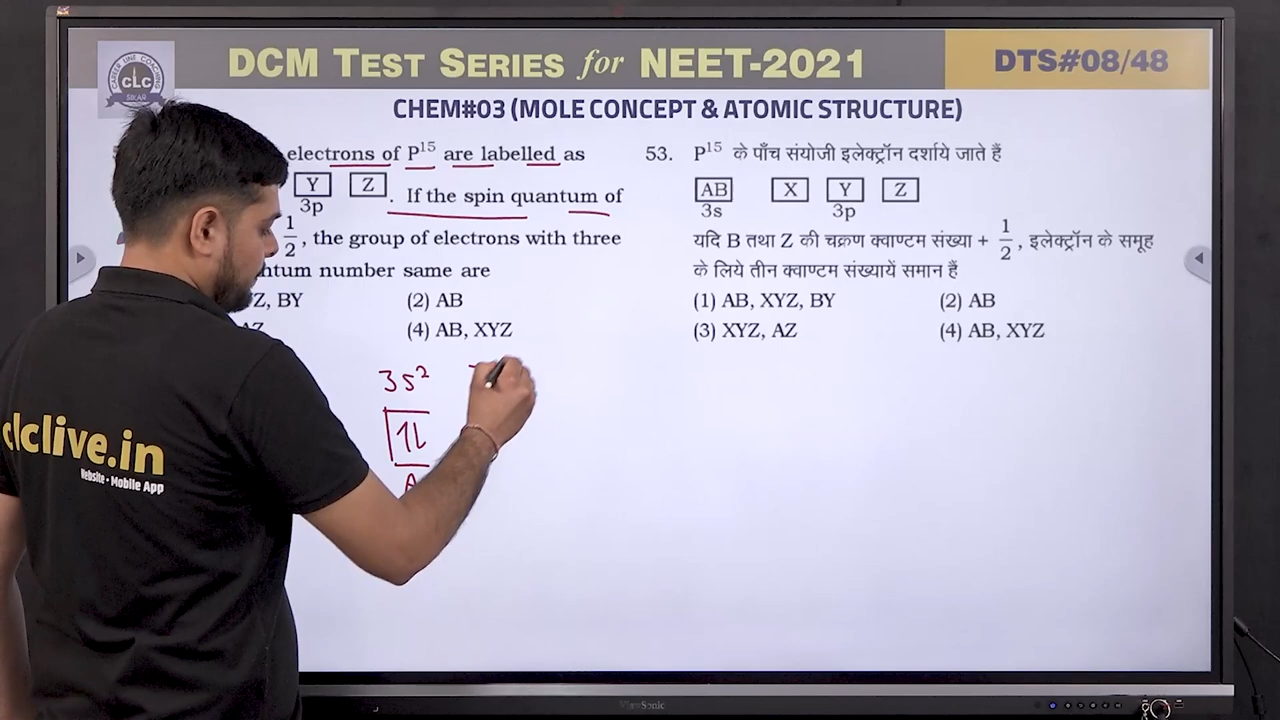 DCM TEST SERIES for NEET-2021
DTS#08/48
CLC
SIKAR
CHEM#03 (MOLE CONCEPT & ATOMIC STRUCTURE)
electrons of P15 are labelled as
Y Z . If the spin quantum of
3p
1/2 , the group of electrons with three
number same are
Z, BY (2) AB
AZ (4) AB, XYZ
53. P15 के पाँच संयोजी इलेक्ट्रॉन दर्शाये जाते हैं
AB X Y Z
3s 3p
यदि B तथा Z की चक्रण क्वाण्टम संख्या + 1/2 , इलेक्ट्रॉन के समूह
के लिये तीन क्वाण्टम संख्यायें समान हैं
(1) AB, XYZ, BY (2) AB
(3) XYZ, AZ (4) AB, XYZ
3s2
1L
A
clclive.in
Website • Mobile App
ViewSonic